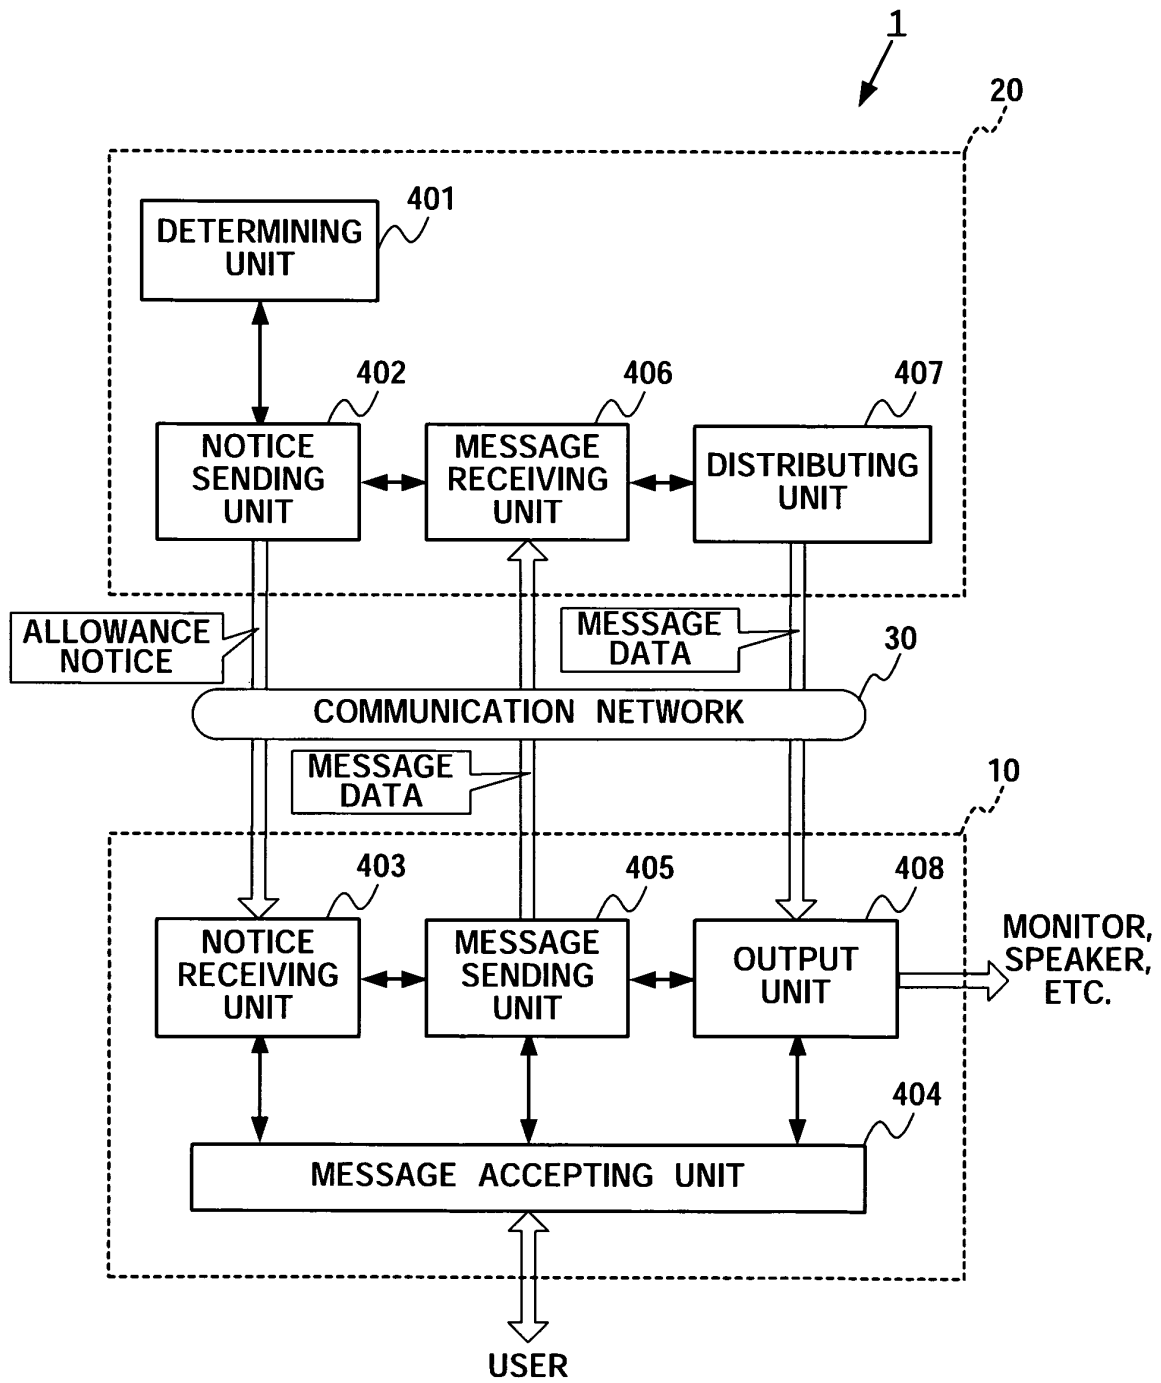 1
20
401
DETERMINING
UNIT
402
406
407
NOTICE
SENDING
UNIT
MESSAGE
RECEIVING
UNIT
DISTRIBUTING
UNIT
ALLOWANCE
NOTICE
MESSAGE
DATA
30
COMMUNICATION NETWORK
MESSAGE
DATA
10
403
405
408
NOTICE
RECEIVING
UNIT
MESSAGE
SENDING
UNIT
OUTPUT
UNIT
MONITOR,
SPEAKER,
ETC.
404
MESSAGE ACCEPTING UNIT
USER